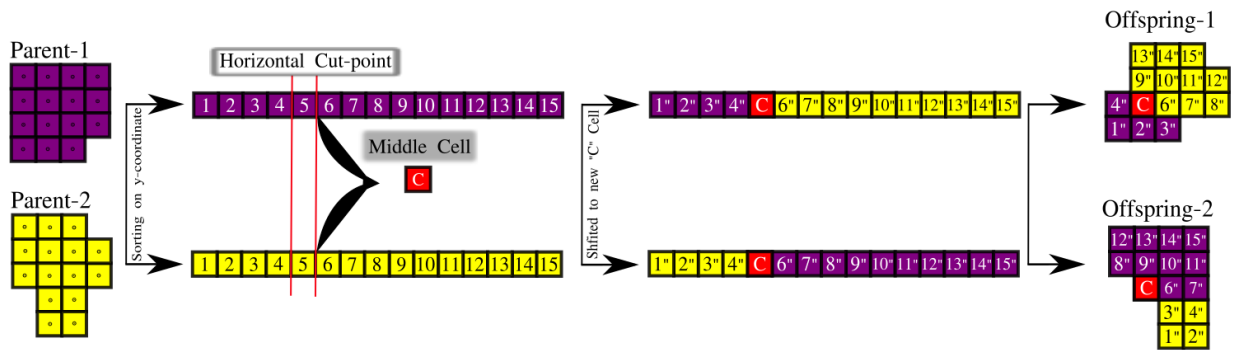 Parent-1
Horizontal Cut-point
1 2 3 4 5 6 7 8 9 10 11 12 13 14 15
Middle Cell
C
Sorting on y-coordinate
Parent-2
1 2 3 4 5 6 7 8 9 10 11 12 13 14 15
Shfited to new "C" Cell
1" 2" 3" 4" C 6" 7" 8" 9" 10" 11" 12" 13" 14" 15"
1" 2" 3" 4" C 6" 7" 8" 9" 10" 11" 12" 13" 14" 15"
Offspring-1
13" 14" 15"
9" 10" 11" 12"
4" C 6" 7" 8"
1" 2" 3"
Offspring-2
12" 13" 14" 15"
8" 9" 10" 11"
C 6" 7"
3" 4"
1" 2"